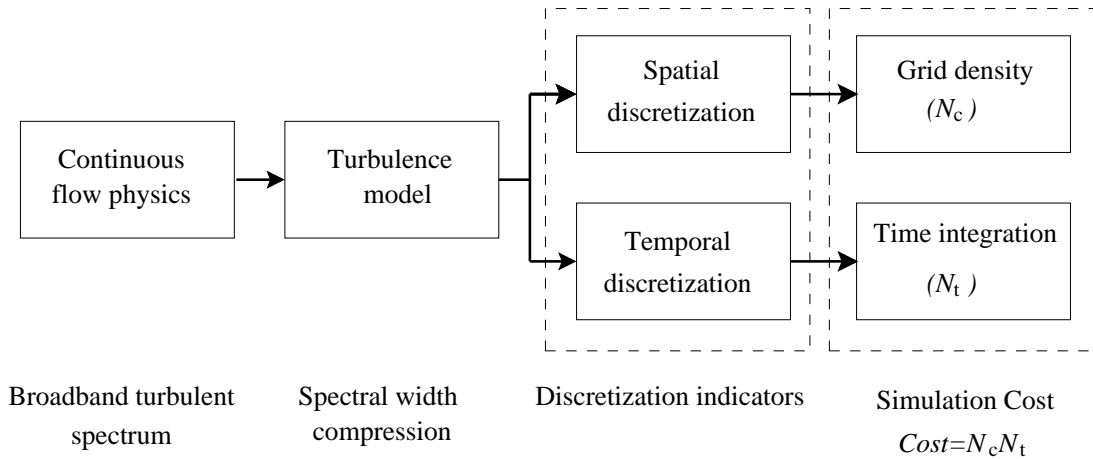 Continuous
flow physics
Turbulence
model
Spatial
discretization
Temporal
discretization
Grid density
(Nc )
Time integration
(Nt )
Broadband turbulent
spectrum
Spectral width
compression
Discretization indicators
Simulation Cost
Cost=NcNt